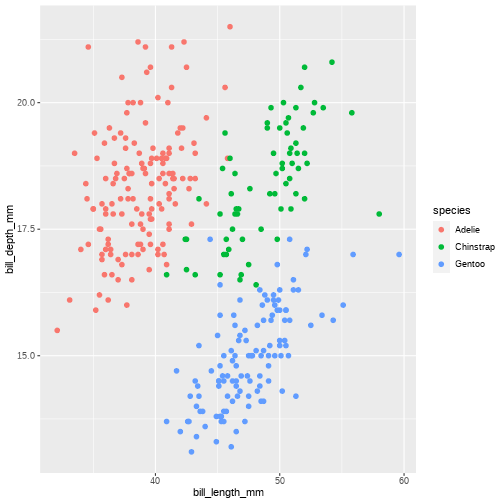 20.0
17.5
15.0
bill_depth_mm
40
50
60
bill_length_mm
species
Adelie
Chinstrap
Gentoo